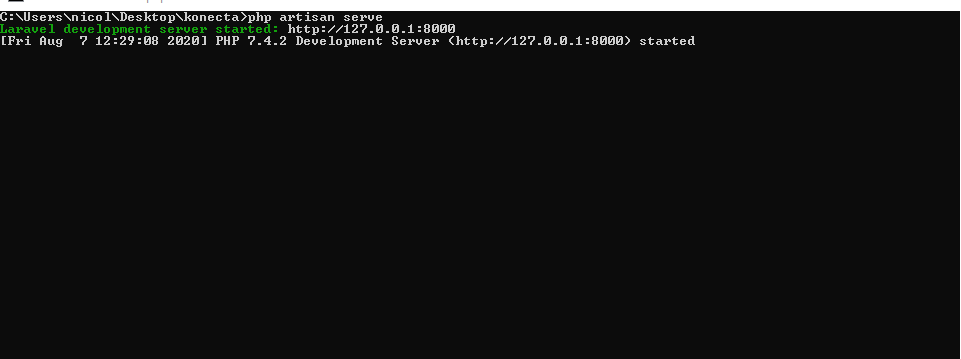 C:\Users\nicol\Desktop\konecta>php artisan serve
Laravel development server started: http://127.0.0.1:8000
[Fri Aug  7 12:29:08 2020] PHP 7.4.2 Development Server (http://127.0.0.1:8000) started